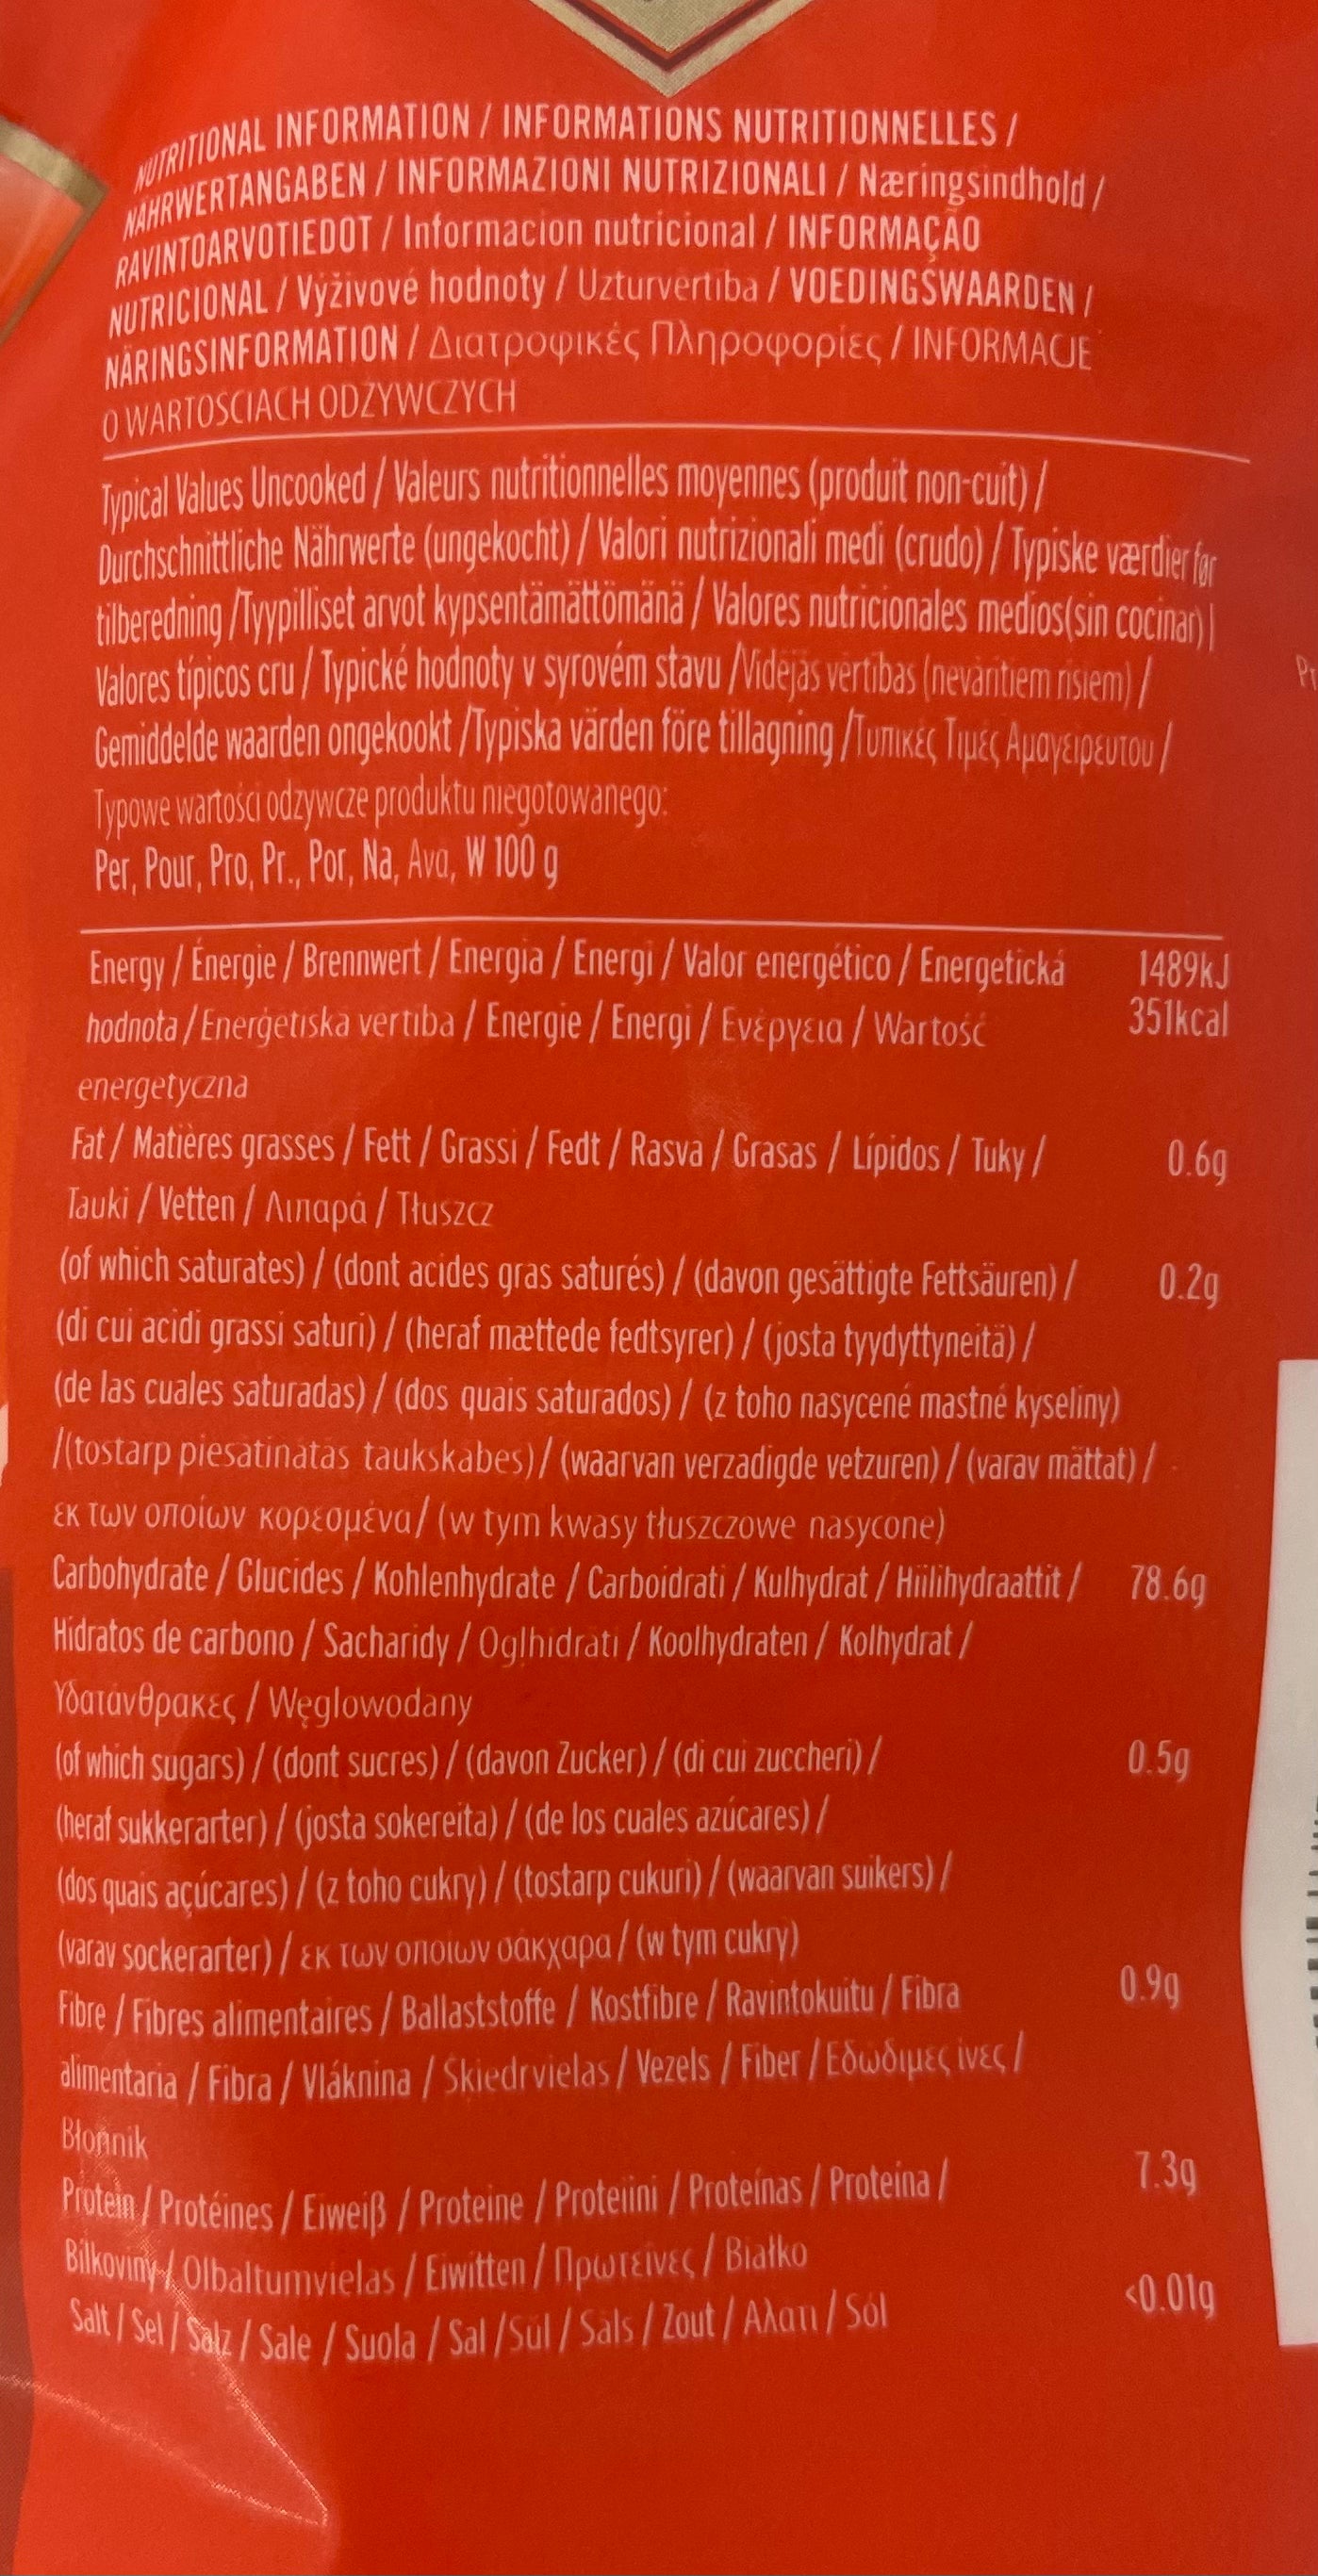 NUTRITIONAL INFORMATION / INFORMATIONS NUTRITIONNELLES /
NÄHRWERTANGABEN / INFORMAZIONI NUTRIZIONALI / Næringsindhold /
RAVINTOARVOTIEDOT / Informacion nutricional / INFORMAÇÃO
NUTRICIONAL / Výživové hodnoty / Uzturvērtība / VOEDINGSWAARDEN /
NÄRINGSINFORMATION / Διατροφικές Πληροφορίες / INFORMACJE
O WARTOSCIACH ODZYWCZYCH
Typical Values Uncooked / Valeurs nutritionnelles moyennes (produit non-cuit) /
Durchschnittliche Nährwerte (ungekocht) / Valori nutrizionali medi (crudo) / Typiske værdier før
tilberedning /Tyypilliset arvot kypsentämättömänä / Valores nutricionales medios(sin cocinar) |
Valores típicos cru / Typické hodnoty v syrovém stavu /Vidējās vērtības (nevārītiem rīsiem) /
Gemiddelde waarden ongekookt /Typiska värden före tillagning /Τυπικές Τιμές Αμαγείρευτου /
Typowe wartości odzywcze produktu niegotowanego:
Per, Pour, Pro, Pr., Por, Na, Ανά, W 100 g
Energy / Énergie / Brennwert / Energia / Energi / Valor energético / Energetická 1489kJ
hodnota / Enerģētiskā vērtība / Energie / Energi / Ενέργεια / Wartość 351kcal
energetyczna
Fat / Matières grasses / Fett / Grassi / Fedt / Rasva / Grasas / Lípidos / Tuky / 0.6g
Tauki / Vetten / Λιπαρά / Tłuszcz
(of which saturates) / (dont acides gras saturés) / (davon gesättigte Fettsäuren) / 0.2g
(di cui acidi grassi saturi) / (heraf mættede fedtsyrer) / (josta tyydyttyneitä) /
(de las cuales saturadas) / (dos quais saturados) / (z toho nasycené mastné kyseliny)
/(tostarp piesātinātās taukskābes)/ (waarvan verzadigde vetzuren) / (varav mättat) /
εκ των οποίων κορεσμένα/ (w tym kwasy tłuszczowe nasycone)
Carbohydrate / Glucides / Kohlenhydrate / Carboidrati / Kulhydrat / Hiilihydraattit / 78.6g
Hidratos de carbono / Sacharidy / Ogļhidrāti / Koolhydraten / Kolhydrat /
Υδατάνθρακες / Węglowodany
(of which sugars) / (dont sucres) / (davon Zucker) / (di cui zuccheri) / 0.5g
(heraf sukkerarter) / (josta sokereita) / (de los cuales azúcares) /
(dos quais açúcares) / (z toho cukry) / (tostarp cukuri) / (waarvan suikers) /
(varav sockerarter) / εκ των οποίων σάκχαρα / (w tym cukry)
Fibre / Fibres alimentaires / Ballaststoffe / Kostfibre / Ravintokuitu / Fibra 0.9g
alimentaria / Fibra / Vláknina / Šķiedrvielas / Vezels / Fiber / Εδώδιμες ίνες /
Błonnik
Protein / Protéines / Eiweiß / Proteine / Proteiini / Proteínas / Proteína / 7.3g
Bílkoviny / Olbaltumvielas / Eiwitten / Πρωτεΐνες / Białko
Salt / Sel / Salz / Sale / Suola / Sal /Sůl / Sāls / Zout / Αλάτι / Sól <0.01g